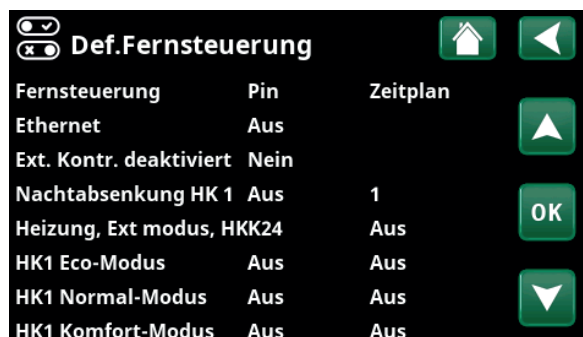 Def.Fernsteuerung
Fernsteuerung Pin Zeitplan
Ethernet Aus
Ext. Kontr. deaktiviert Nein
Nachtabsenkung HK 1 Aus 1
OK
Heizung, Ext modus, HKK24 Aus
HK1 Eco-Modus Aus Aus
HK1 Normal-Modus Aus Aus
HK1 Komfort-Modus Aus Aus